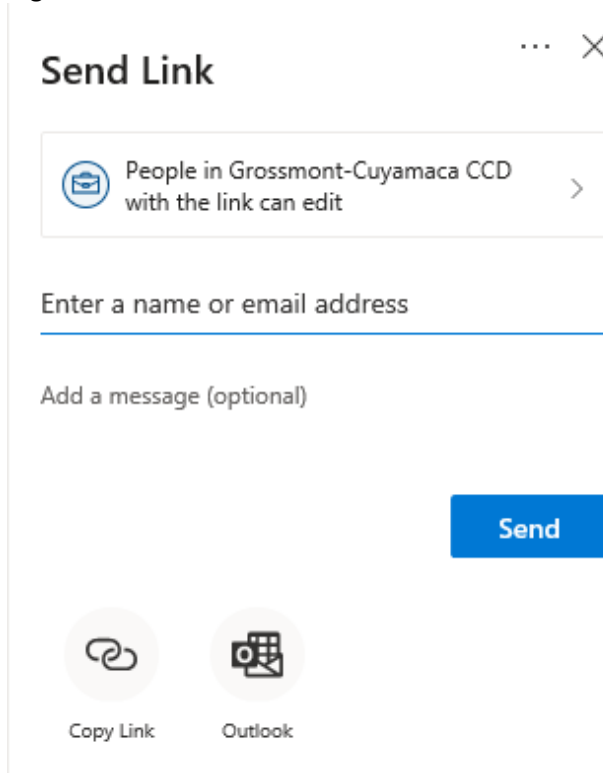 Send Link
People in Grossmont-Cuyamaca CCD
with the link can edit
Enter a name or email address
Add a message (optional)
Send
Copy Link
Outlook